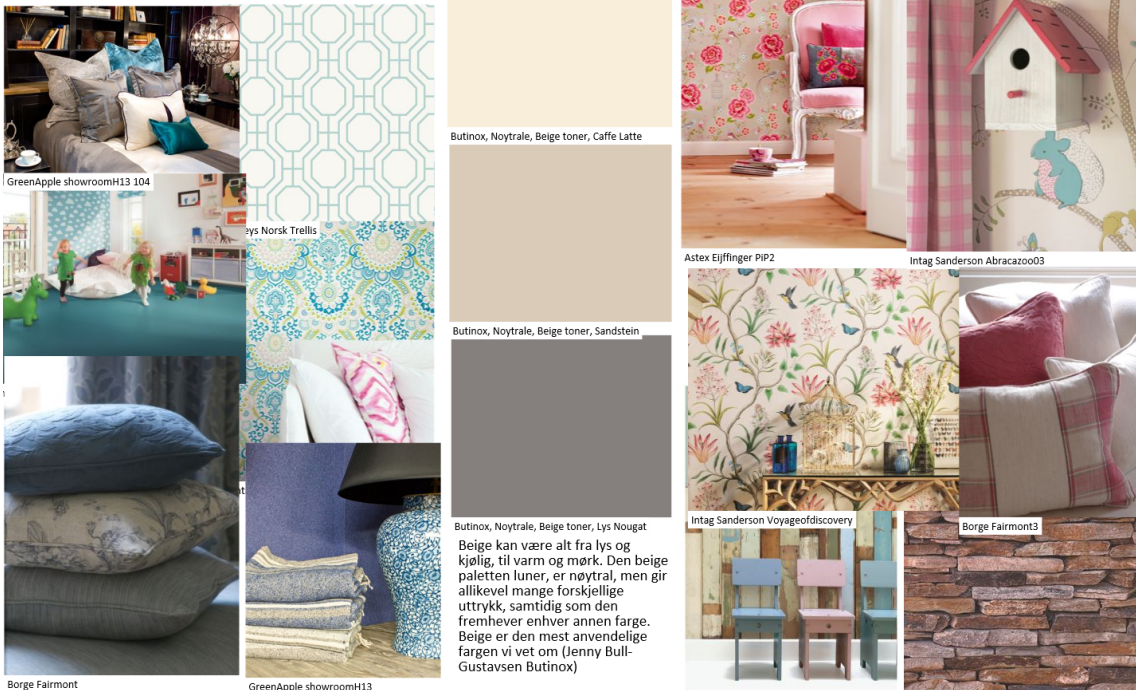 GreenApple showroomH13 104
eys Norsk Trellis
Borge Fairmont
GreenApple showroomH13
Butinox, Noytrale, Beige toner, Caffe Latte
Butinox, Noytrale, Beige toner, Sandstein
Butinox, Noytrale, Beige toner, Lys Nougat
Beige kan være alt fra lys og
kjølig, til varm og mørk. Den beige
paletten luner, er nøytral, men gir
allikevel mange forskjellige
uttrykk, samtidig som den
fremhever enhver annen farge.
Beige er den mest anvendelige
fargen vi vet om (Jenny Bull-
Gustavsen Butinox)
Astex Eijffinger PiP2
Intag Sanderson Abracazoo03
Intag Sanderson Voyageofdiscovery
Borge Fairmont3